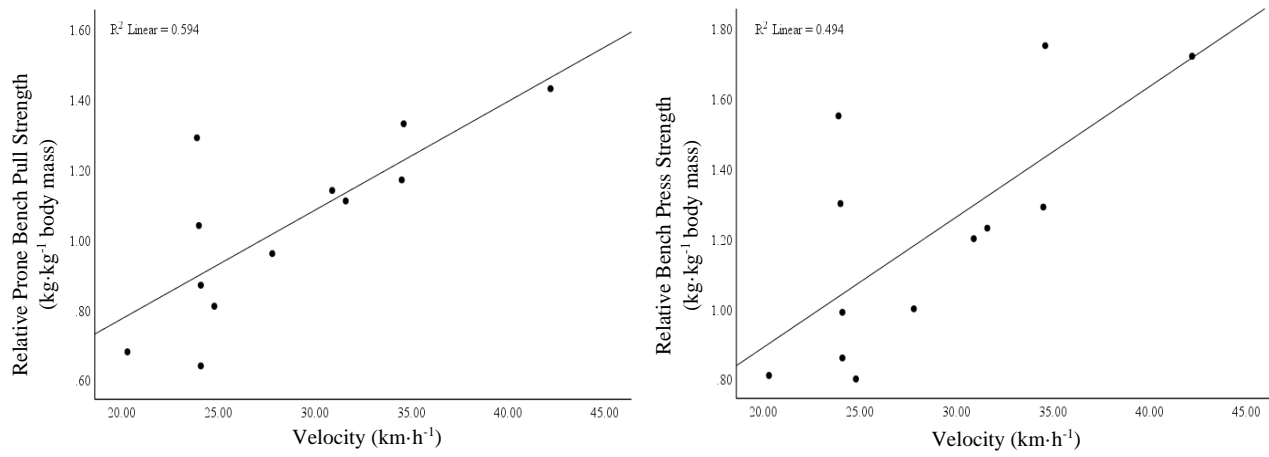 R² Linear = 0.594
1.60
1.40
1.20
1.00
.80
.60
Relative Prone Bench Pull Strength
(kg·kg⁻¹ body mass)
20.00 25.00 30.00 35.00 40.00 45.00
Velocity (km·h⁻¹)
R² Linear = 0.494
1.80
1.60
1.40
1.20
1.00
.80
Relative Bench Press Strength
(kg·kg⁻¹ body mass)
20.00 25.00 30.00 35.00 40.00 45.00
Velocity (km·h⁻¹)